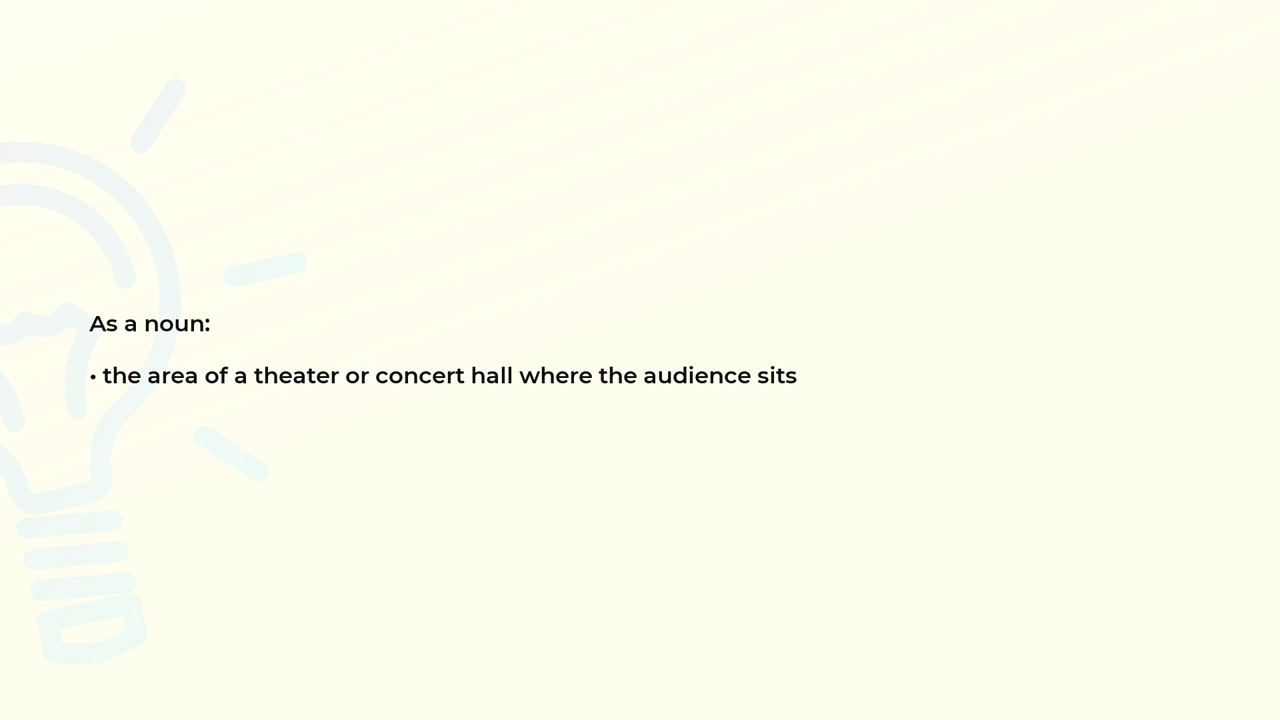 As a noun:
• the area of a theater or concert hall where the audience sits